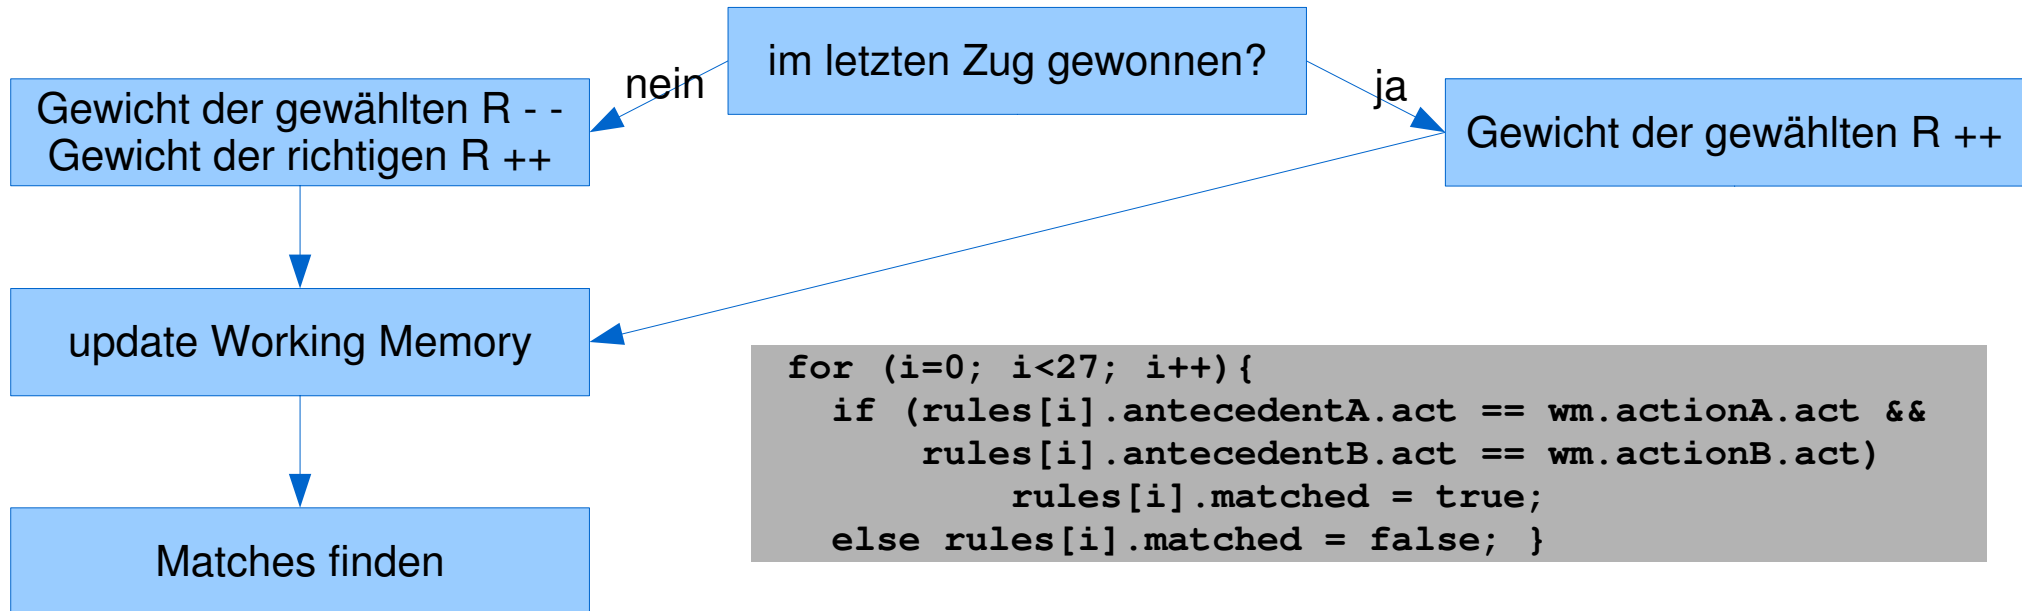 im letzten Zug gewonnen?
nein
ja
Gewicht der gewählten R - -
Gewicht der richtigen R ++
Gewicht der gewählten R ++
update Working Memory
for (i=0; i<27; i++){
if (rules[i].antecedentA.act == wm.actionA.act &&
rules[i].antecedentB.act == wm.actionB.act)
rules[i].matched = true;
else rules[i].matched = false; }
Matches finden